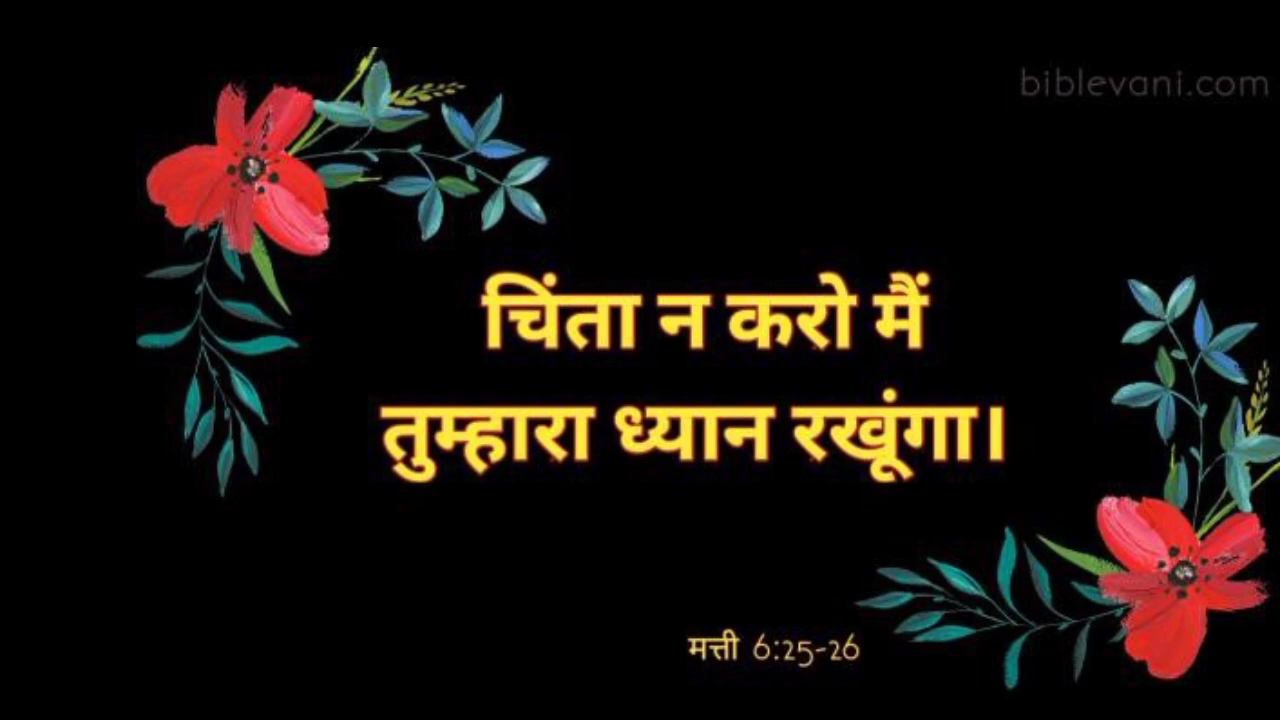 biblevani.com
चिंता न करो मैं
तुम्हारा ध्यान रखूंगा।
मत्ती 6:25-26